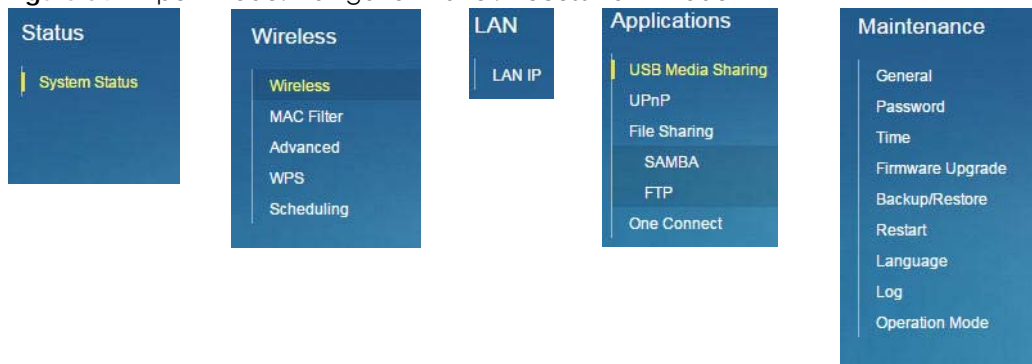 Status
System Status
Wireless
Wireless
MAC Filter
Advanced
WPS
Scheduling
LAN
LAN IP
Applications
USB Media Sharing
UPnP
File Sharing
SAMBA
FTP
One Connect
Maintenance
General
Password
Time
Firmware Upgrade
Backup/Restore
Restart
Language
Log
Operation Mode